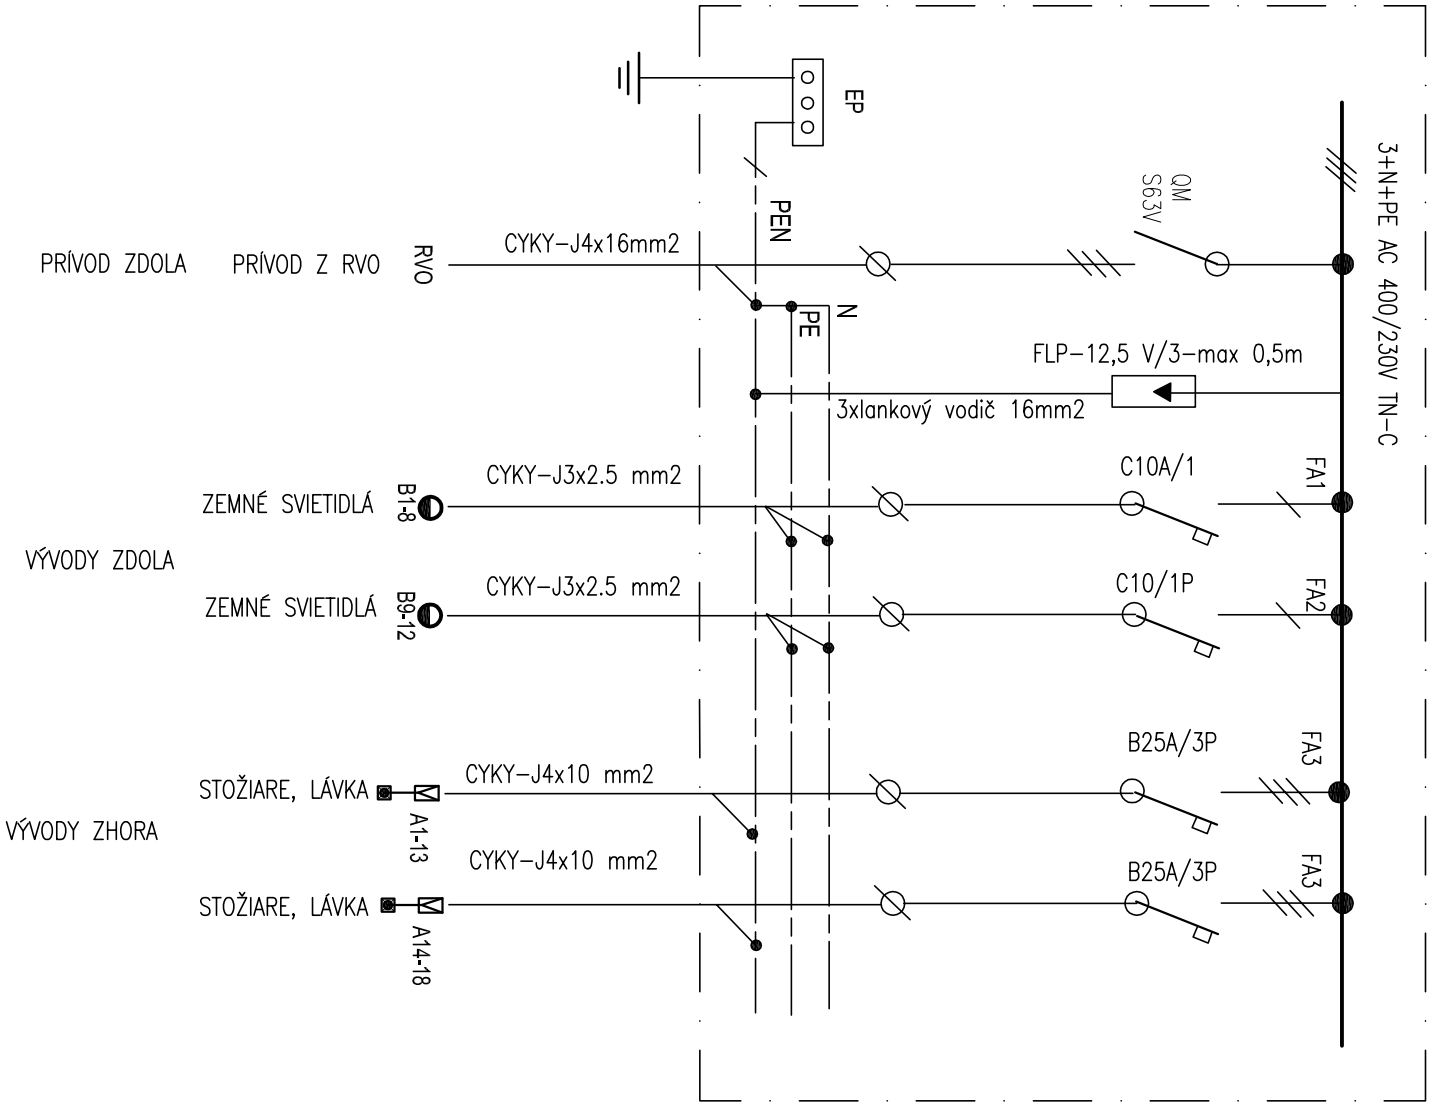 EP
3+N+PE AC 400/230V TN-C
QM
S63V
PEN
PRÍVOD ZDOLA
PRÍVOD Z RVO
RVO
CYKY-J4x16mm2
N
PE
FLP-12,5 V/3-max 0,5m
3xlankový vodič 16mm2
VÝVODY ZDOLA
ZEMNÉ SVIETIDLÁ
B1-8
CYKY-J3x2.5 mm2
C10A/1
FA1
ZEMNÉ SVIETIDLÁ
B9-12
CYKY-J3x2.5 mm2
C10/1P
FA2
VÝVODY ZHORA
STOŽIARE, LÁVKA
A1-13
CYKY-J4x10 mm2
B25A/3P
FA3
STOŽIARE, LÁVKA
A14-18
CYKY-J4x10 mm2
B25A/3P
FA3